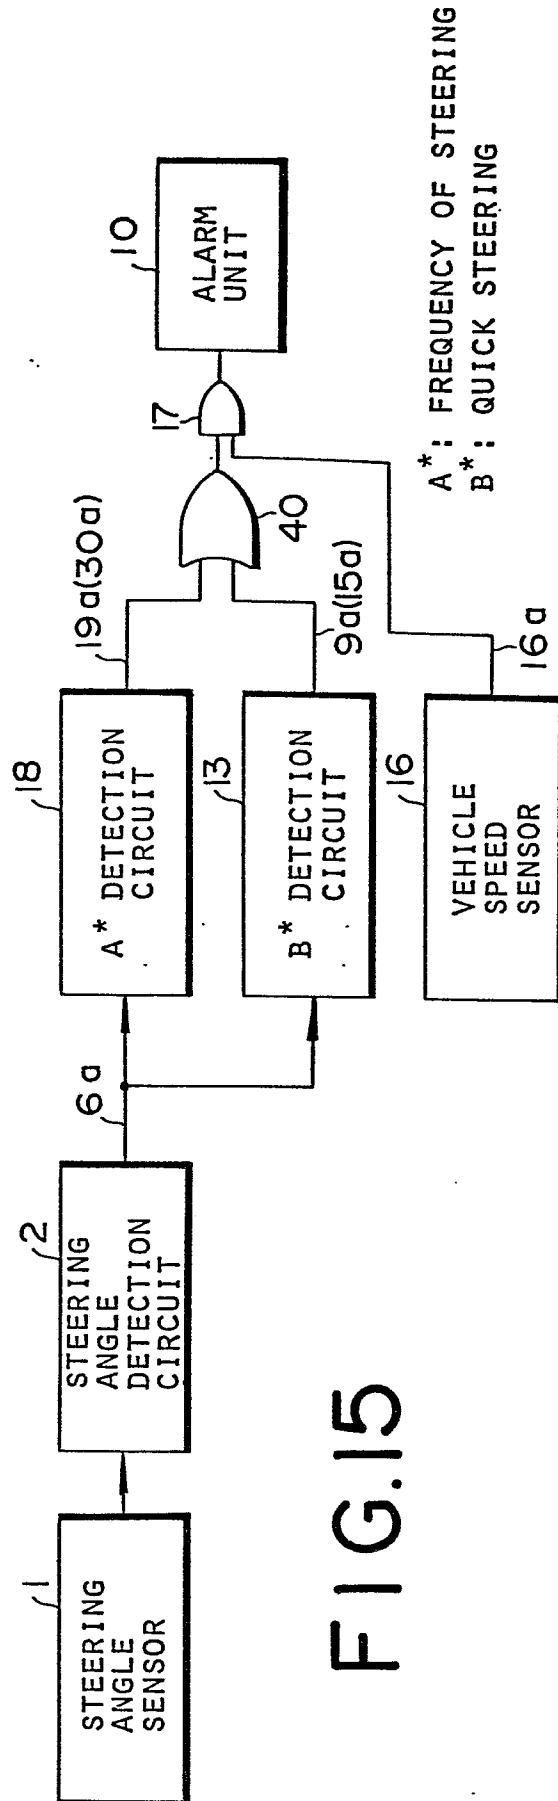 1
STEERING
ANGLE
SENSOR
2
STEERING
ANGLE
DETECTION
CIRCUIT
6a
18
A* DETECTION
CIRCUIT
19a(30a)
13
B* DETECTION
CIRCUIT
9a(15a)
16
VEHICLE
SPEED
SENSOR
16a
40
17
10
ALARM
UNIT
A*: FREQUENCY OF STEERING
B*: QUICK STEERING
FIG.15